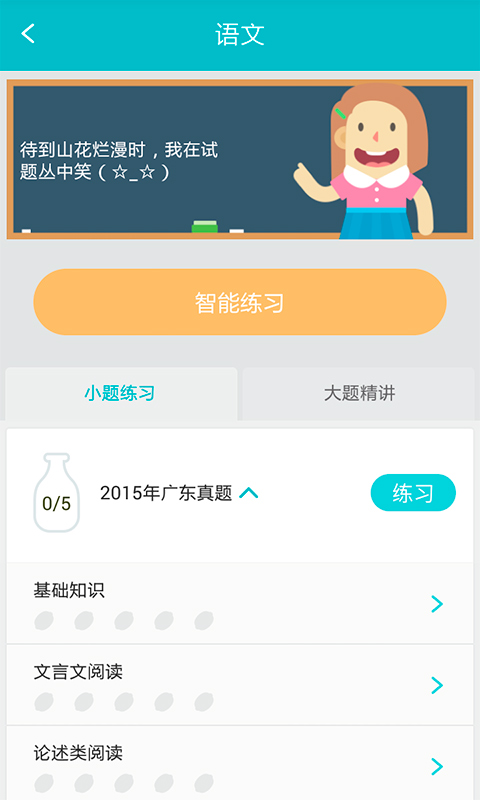 语文
待到山花烂漫时，我在试
题丛中笑（☆_☆）
智能练习
小题练习
大题精讲
0/5
2015年广东真题
练习
基础知识
文言文阅读
论述类阅读